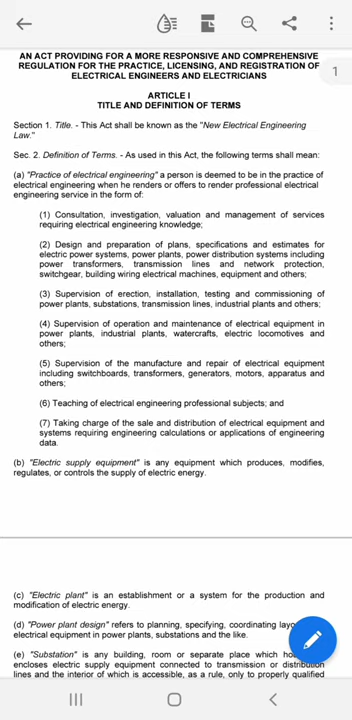 AN ACT PROVIDING FOR A MORE RESPONSIVE AND COMPREHENSIVE
REGULATION FOR THE PRACTICE, LICENSING, AND REGISTRATION OF
ELECTRICAL ENGINEERS AND ELECTRICIANS
1
ARTICLE I
TITLE AND DEFINITION OF TERMS
Section 1. Title. - This Act shall be known as the "New Electrical Engineering
Law."
Sec. 2. Definition of Terms. - As used in this Act, the following terms shall mean:
(a) "Practice of electrical engineering" a person is deemed to be in the practice of
electrical engineering when he renders or offers to render professional electrical
engineering service in the form of:
(1) Consultation, investigation, valuation and management of services
requiring electrical engineering knowledge;
(2) Design and preparation of plans, specifications and estimates for
electric power systems, power plants, power distribution systems including
power transformers, transmission lines and network protection,
switchgear, building wiring electrical machines, equipment and others;
(3) Supervision of erection, installation, testing and commissioning of
power plants, substations, transmission lines, industrial plants and others;
(4) Supervision of operation and maintenance of electrical equipment in
power plants, industrial plants, watercrafts, electric locomotives and
others;
(5) Supervision of the manufacture and repair of electrical equipment
including switchboards, transformers, generators, motors, apparatus and
others;
(6) Teaching of electrical engineering professional subjects; and
(7) Taking charge of the sale and distribution of electrical equipment and
systems requiring engineering calculations or applications of engineering
data.
(b) "Electric supply equipment" is any equipment which produces, modifies,
regulates, or controls the supply of electric energy.
(c) "Electric plant" is an establishment or a system for the production and
modification of electric energy.
(d) "Power plant design" refers to planning, specifying, coordinating
electrical equipment in power plants, substations and the like.
(e) "Substation" is any building, room or separate place which
encloses electric supply equipment connected to transmission or distribution
lines and the interior of which is accessible, as a rule, only to properly qualified